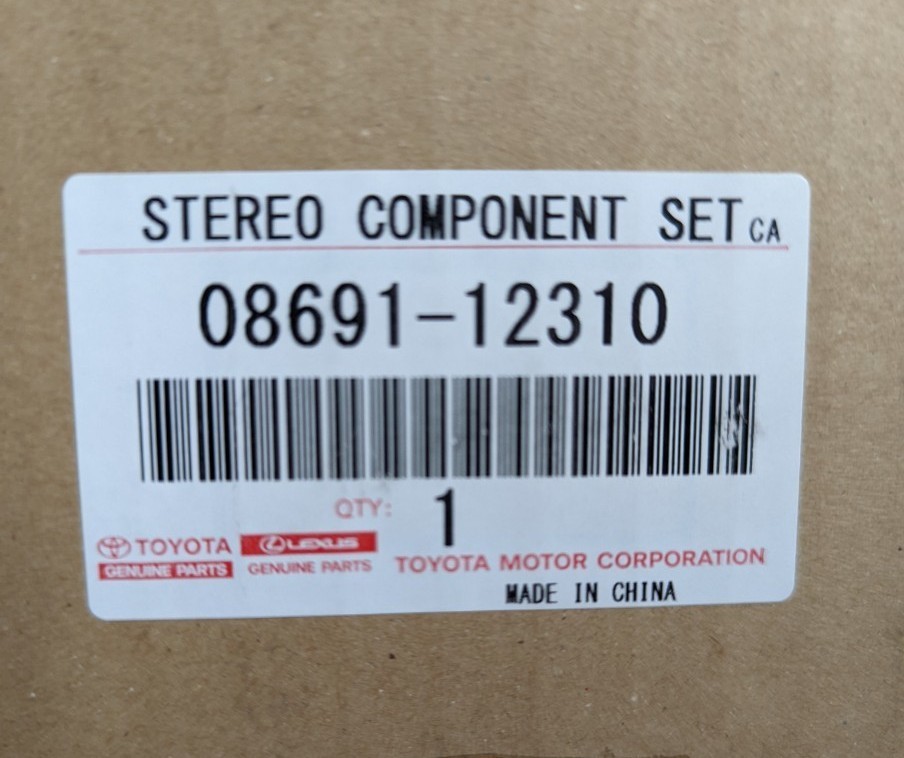 STEREO COMPONENT SET CA
08691-12310
QTY: 1
TOYOTA
GENUINE PARTS
LEXUS
GENUINE PARTS
TOYOTA MOTOR CORPORATION
MADE IN CHINA